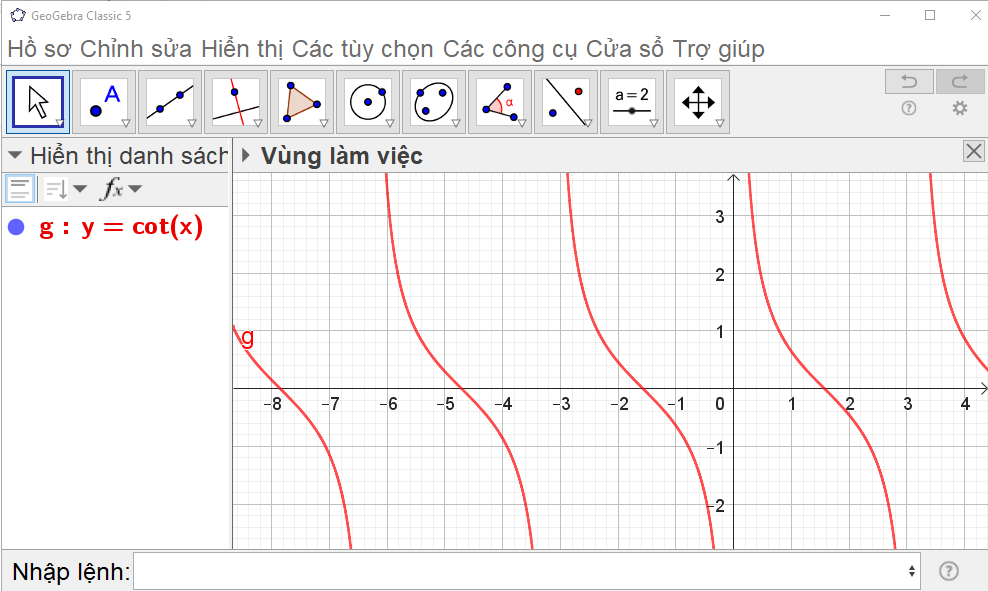 GeoGebra Classic 5
Hồ sơ Chỉnh sửa Hiển thị Các tùy chọn Các công cụ Cửa sổ Trợ giúp
A α a=2
Hiển thị danh sách Vùng làm việc
fx
g : y = cot(x)
g
3
2
1
−8 −7 −6 −5 −4 −3 −2 −1 0 1 2 3 4
−1
−2
Nhập lệnh: